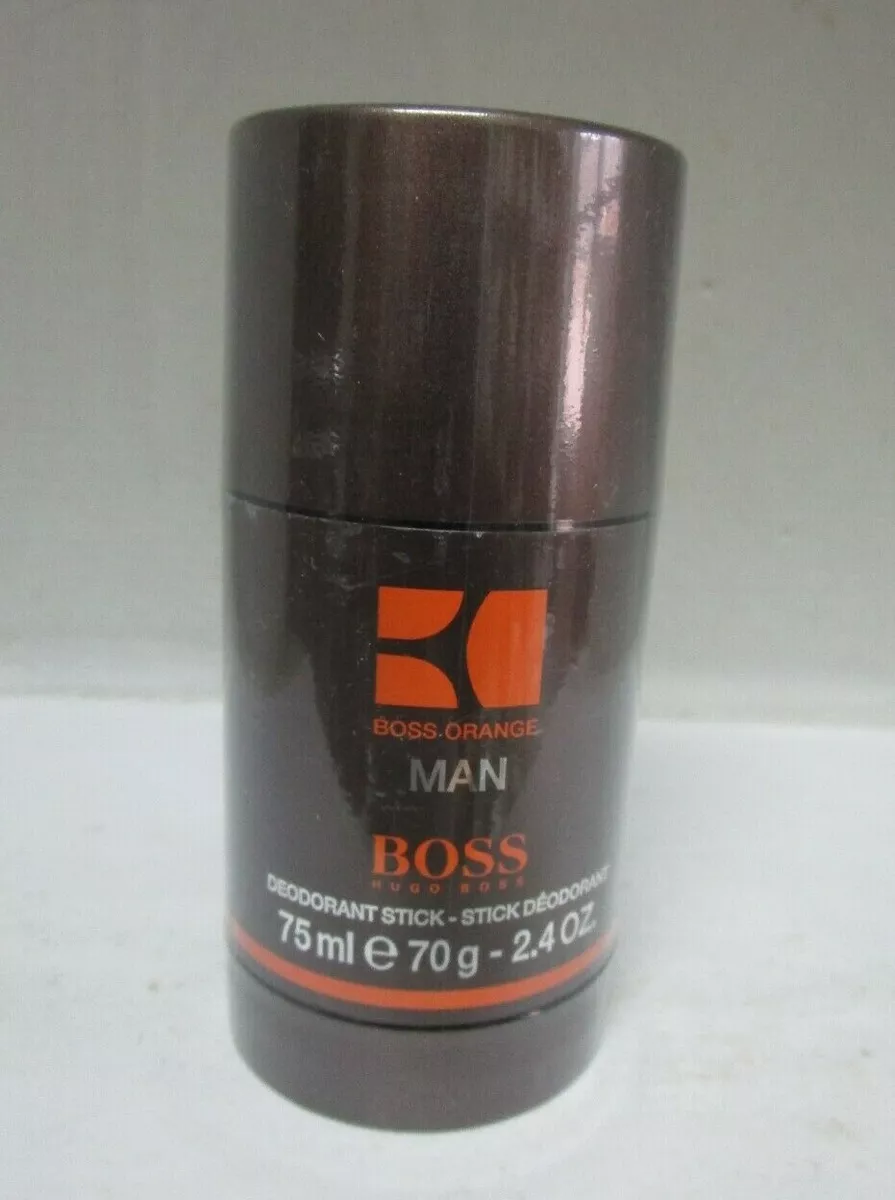 BOSS ORANGE
MAN
BOSS
HUGO BOSS
DEODORANT STICK - STICK DÉODORANT
75 ml ℮ 70 g - 2.4 OZ.